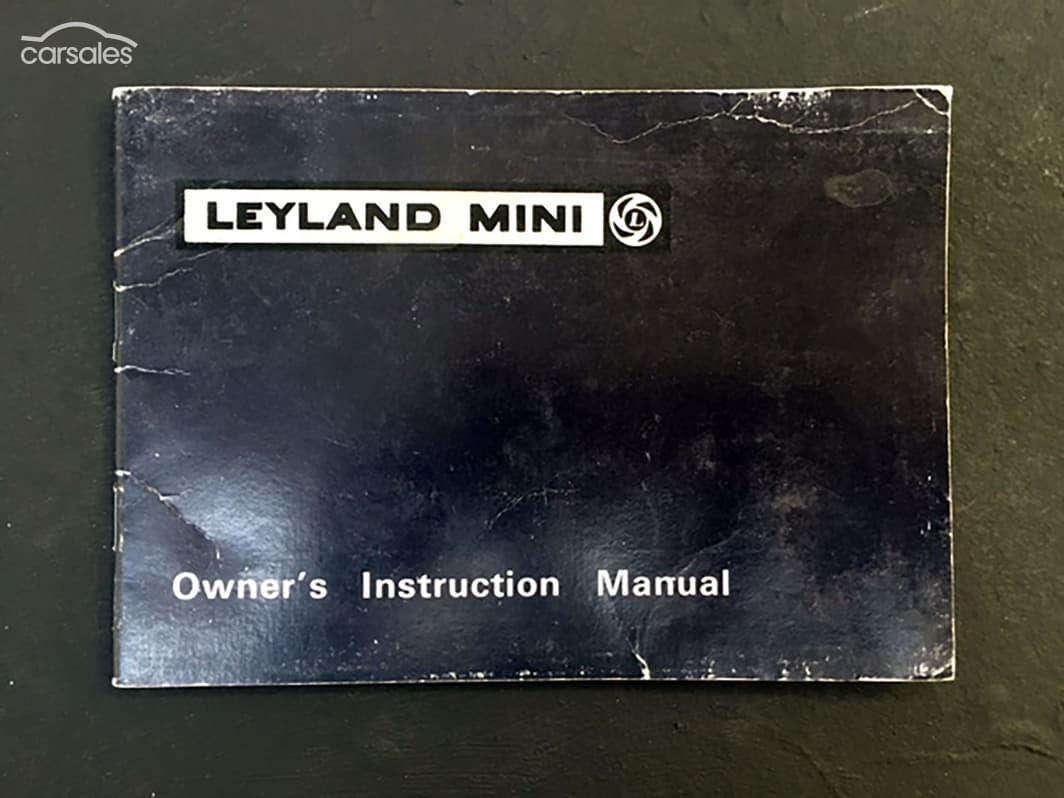 carsales
LEYLAND MINI L
Owner's Instruction Manual